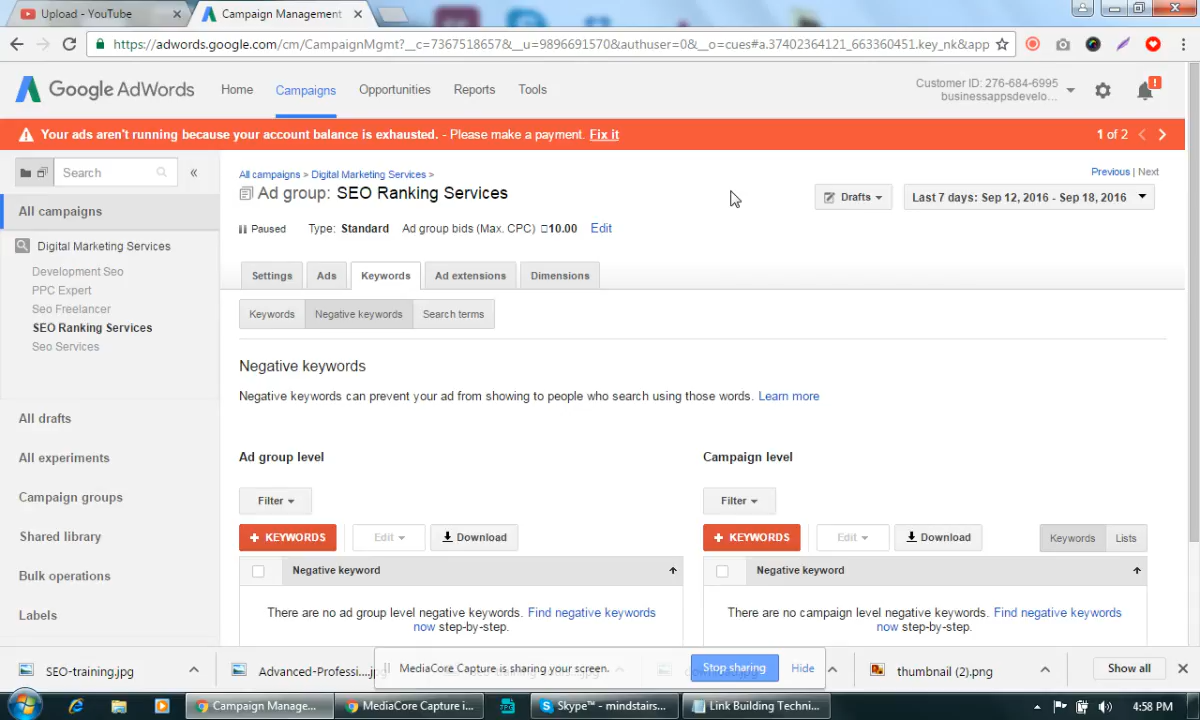 Upload - YouTube
Campaign Management
https://adwords.google.com/cm/CampaignMgmt?__c=7367518657&__u=9896691570&authuser=0&__o=cues#a.37402364121_663360451.key_nk&app
Google AdWords
Home
Campaigns
Opportunities
Reports
Tools
Customer ID: 276-684-6995
businessappsdevelo...
Your ads aren't running because your account balance is exhausted. - Please make a payment. Fix it
1 of 2
Search
«
All campaigns > Digital Marketing Services >
Previous | Next
Ad group: SEO Ranking Services
Drafts
Last 7 days: Sep 12, 2016 - Sep 18, 2016
All campaigns
Paused Type: Standard Ad group bids (Max. CPC) 10.00 Edit
Digital Marketing Services
Development Seo
PPC Expert
Seo Freelancer
SEO Ranking Services
Seo Services
Settings
Ads
Keywords
Ad extensions
Dimensions
Keywords
Negative keywords
Search terms
Negative keywords
Negative keywords can prevent your ad from showing to people who search using those words. Learn more
All drafts
All experiments
Campaign groups
Shared library
Bulk operations
Labels
Ad group level
Filter
+ KEYWORDS
Edit
Download
Negative keyword
There are no ad group level negative keywords. Find negative keywords
now step-by-step.
Campaign level
Filter
+ KEYWORDS
Edit
Download
Keywords
Lists
Negative keyword
There are no campaign level negative keywords. Find negative keywords
now step-by-step.
SEO-training.jpg
Advanced-Professi....jpg
MediaCore Capture is sharing your screen.
Stop sharing
Hide
thumbnail (2).png
Show all
Campaign Manage...
MediaCore Capture i...
Skype™ - mindstairs...
Link Building Techni...
4:58 PM